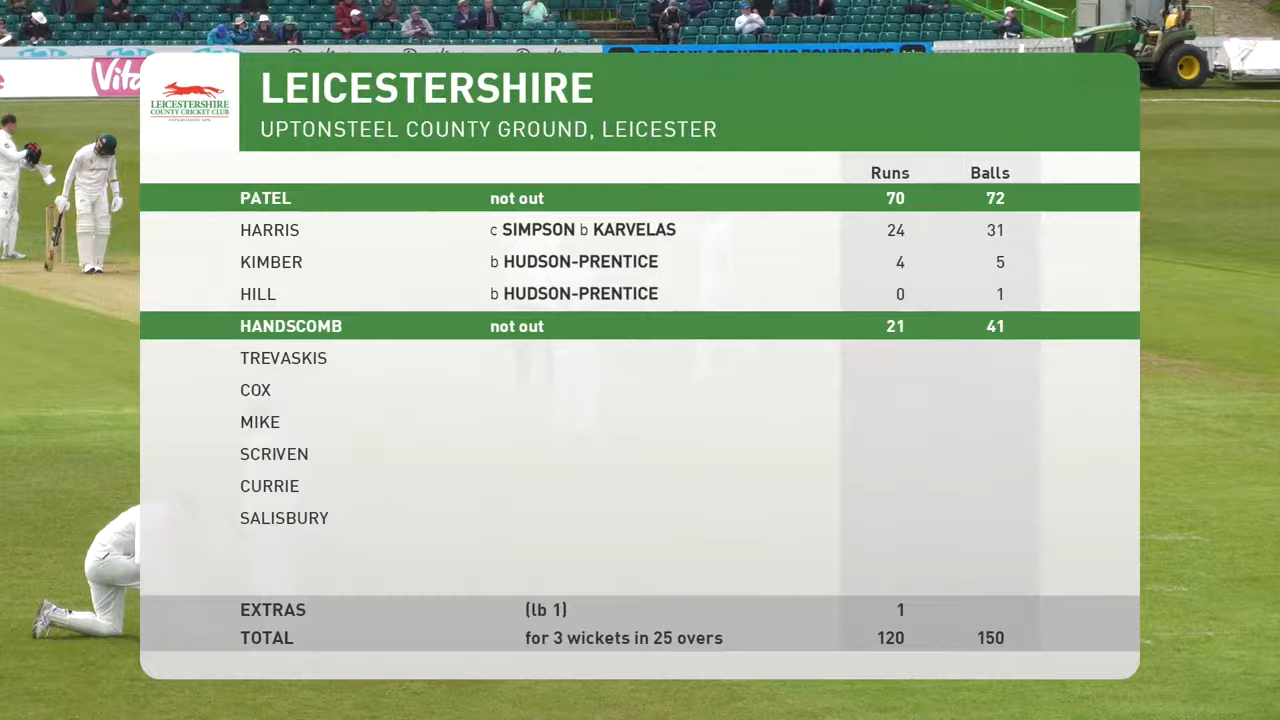 Vita
LEICESTERSHIRE
COUNTY CRICKET CLUB
LEICESTERSHIRE
UPTONSTEEL COUNTY GROUND, LEICESTER
Runs Balls
PATEL not out 70 72
HARRIS c SIMPSON b KARVELAS 24 31
KIMBER b HUDSON-PRENTICE 4 5
HILL b HUDSON-PRENTICE 0 1
HANDSCOMB not out 21 41
TREVASKIS
COX
MIKE
SCRIVEN
CURRIE
SALISBURY
EXTRAS (lb 1) 1
TOTAL for 3 wickets in 25 overs 120 150